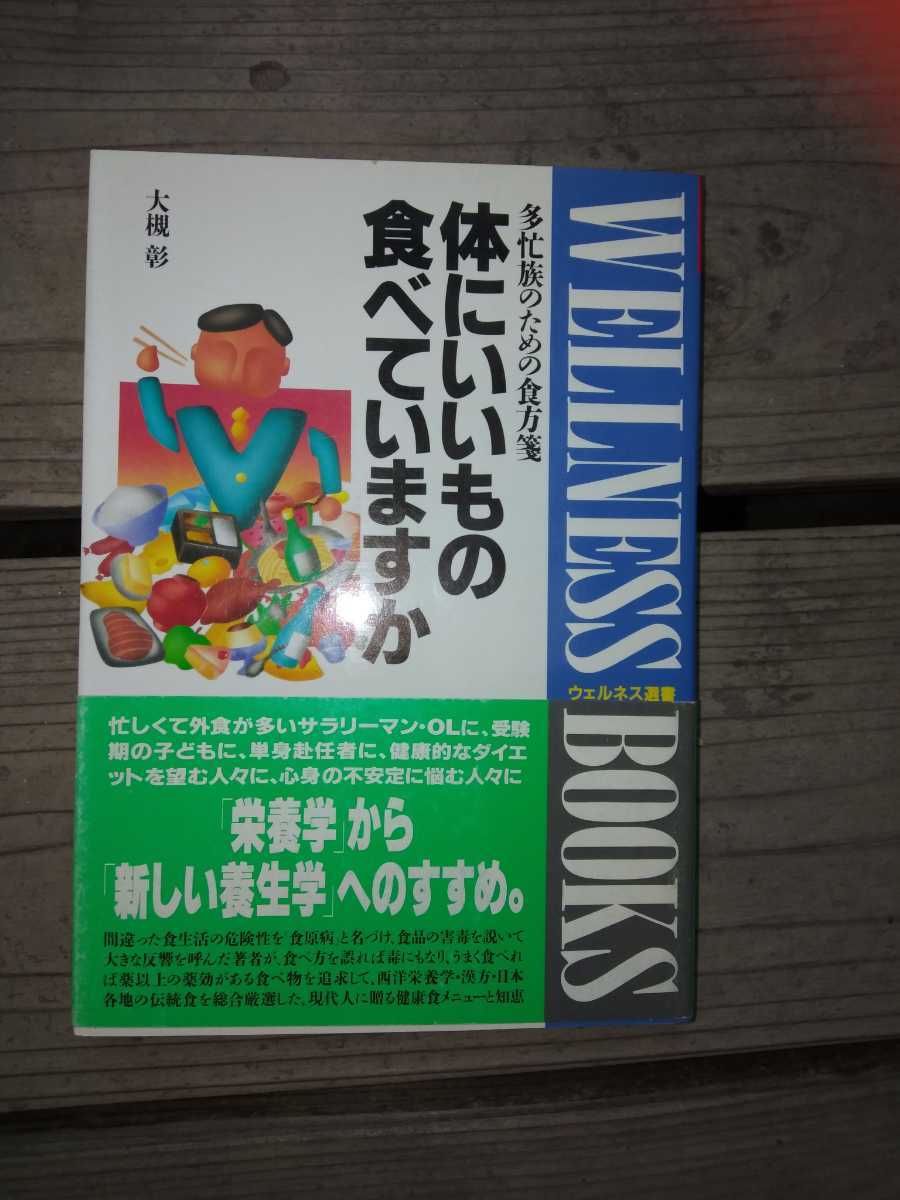 WELLNESS BOOKS
ウェルネス選書
多忙族のための食方箋
体にいいもの
食べていますか
大槻 彰
忙しくて外食が多いサラリーマン・OLに、受験
期の子どもに、単身赴任者に、健康的なダイエ
ットを望む人々に、心身の不安定に悩む人々に
「栄養学」から
「新しい養生学」へのすすめ。
間違った食生活の危険性を「食原病」と名づけ、食品の害毒を説いて
大きな反響を呼んだ著者が、食べ方を誤れば毒にもなり、うまく食べれ
ば薬以上の薬効がある食べ物を追求して、西洋栄養学・漢方・日本
各地の伝統食を総合厳選した、現代人に贈る健康食メニューと知恵